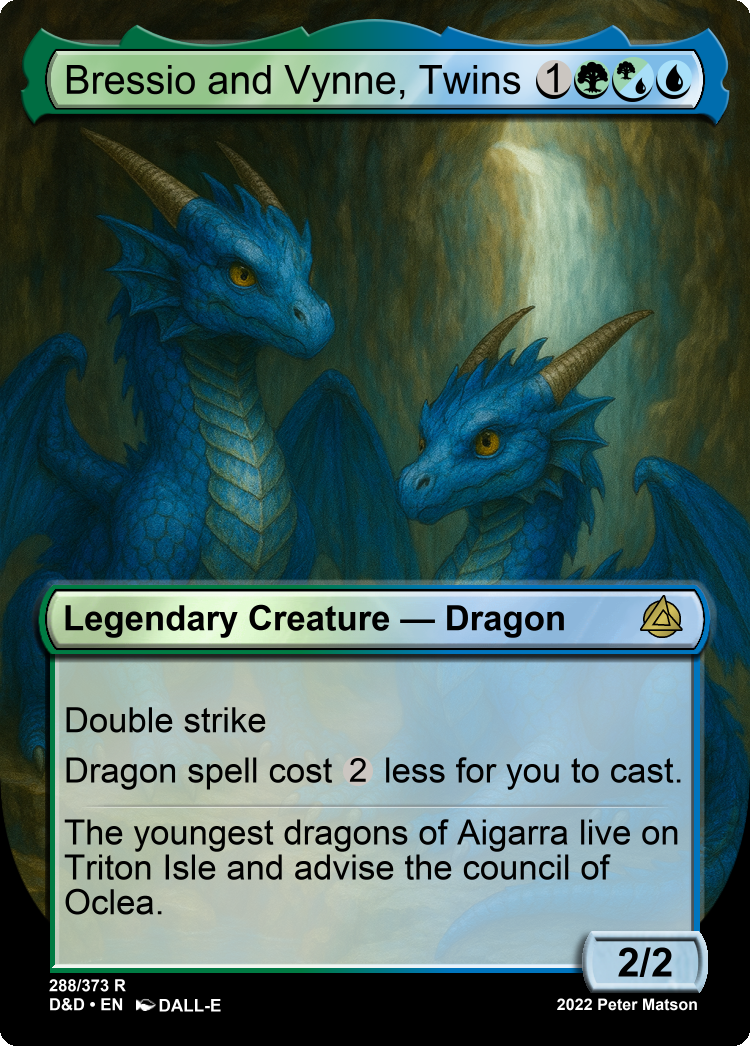 Bressio and Vynne, Twins 1
Legendary Creature — Dragon
Double strike
Dragon spell cost 2 less for you to cast.
The youngest dragons of Aigarra live on
Triton Isle and advise the council of
Oclea.
2/2
288/373 R
D&D • EN DALL-E
2022 Peter Matson